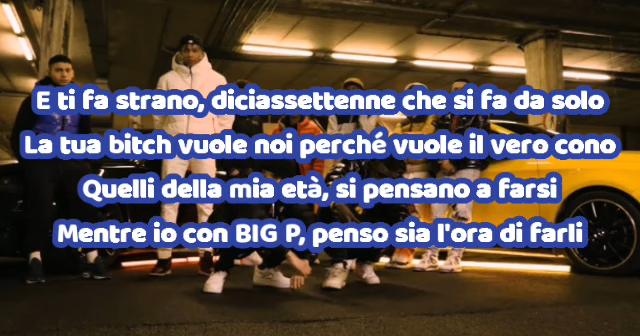 E ti fa strano, diciassettenne che si fa da solo
La tua bitch vuole noi perché vuole il vero cono
Quelli della mia età, si pensano a farsi
Mentre io con BIG P, penso sia l'ora di farli